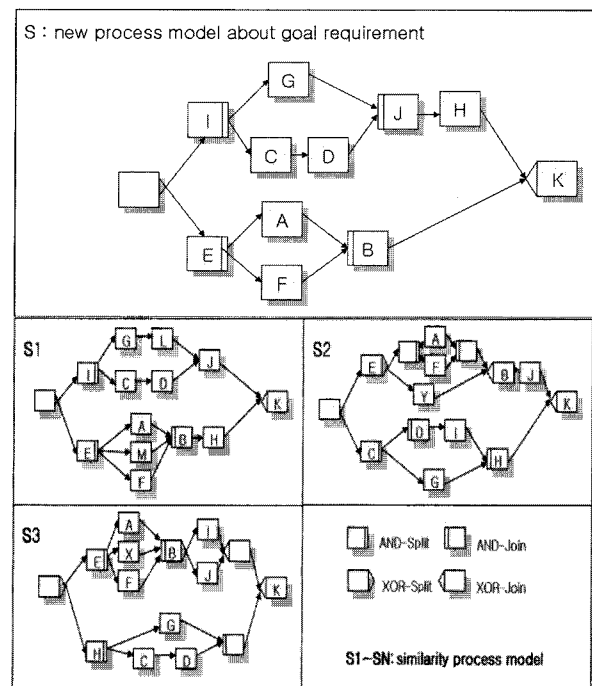 S : new process model about goal requirement
G
I
J
H
C
D
K
A
E
B
F
S1
G
L
I
J
C
D
K
A
E
M
B
H
F
S2
A
E
F
B
J
Y
K
C
D
I
G
H
S3
A
I
E
X
B
F
J
K
G
H
C
D
AND-Split
AND-Join
XOR-Split
XOR-Join
S1~SN: similarity process model